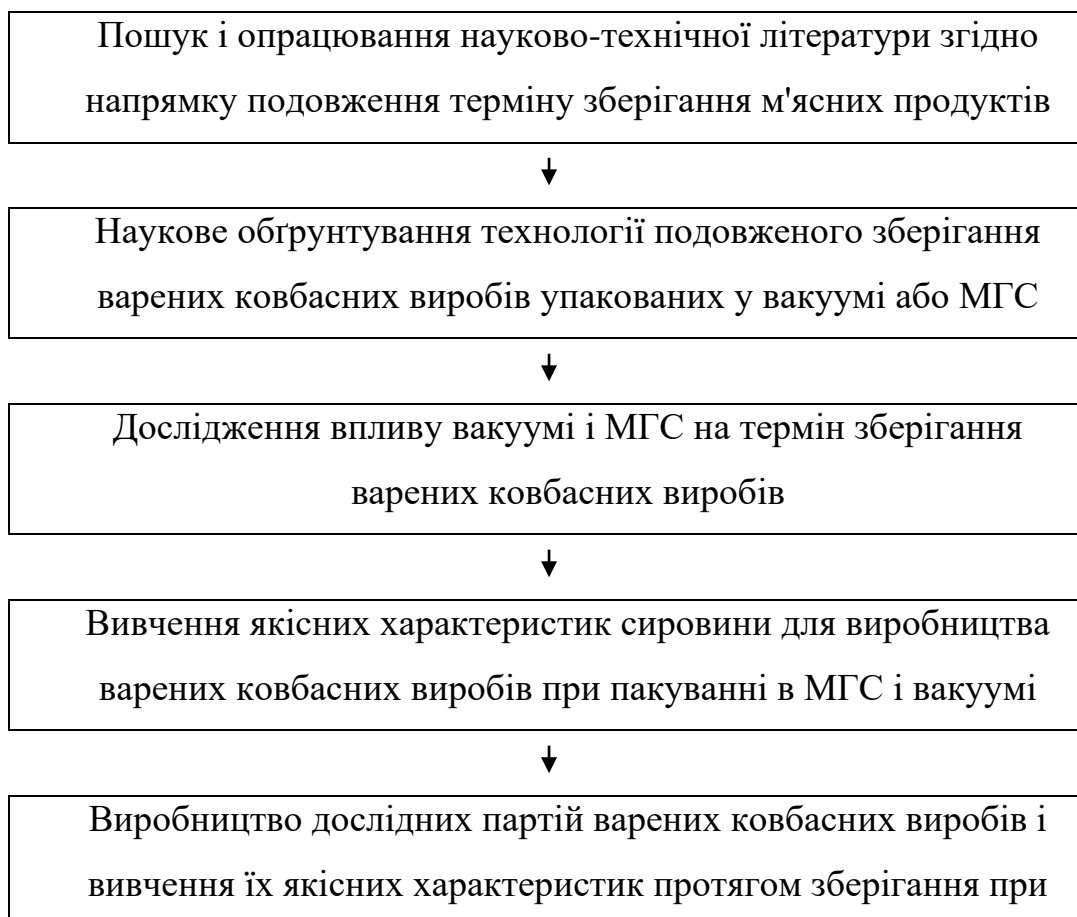 Пошук і опрацювання науково-технічної літератури згідно
напрямку подовження терміну зберігання м'ясних продуктів
Наукове обґрунтування технології подовженого зберігання
варених ковбасних виробів упакованих у вакуумі або МГС
Дослідження впливу вакуумі і МГС на термін зберігання
варених ковбасних виробів
Вивчення якісних характеристик сировини для виробництва
варених ковбасних виробів при пакуванні в МГС і вакуумі
Виробництво дослідних партій варених ковбасних виробів і
вивчення їх якісних характеристик протягом зберігання при